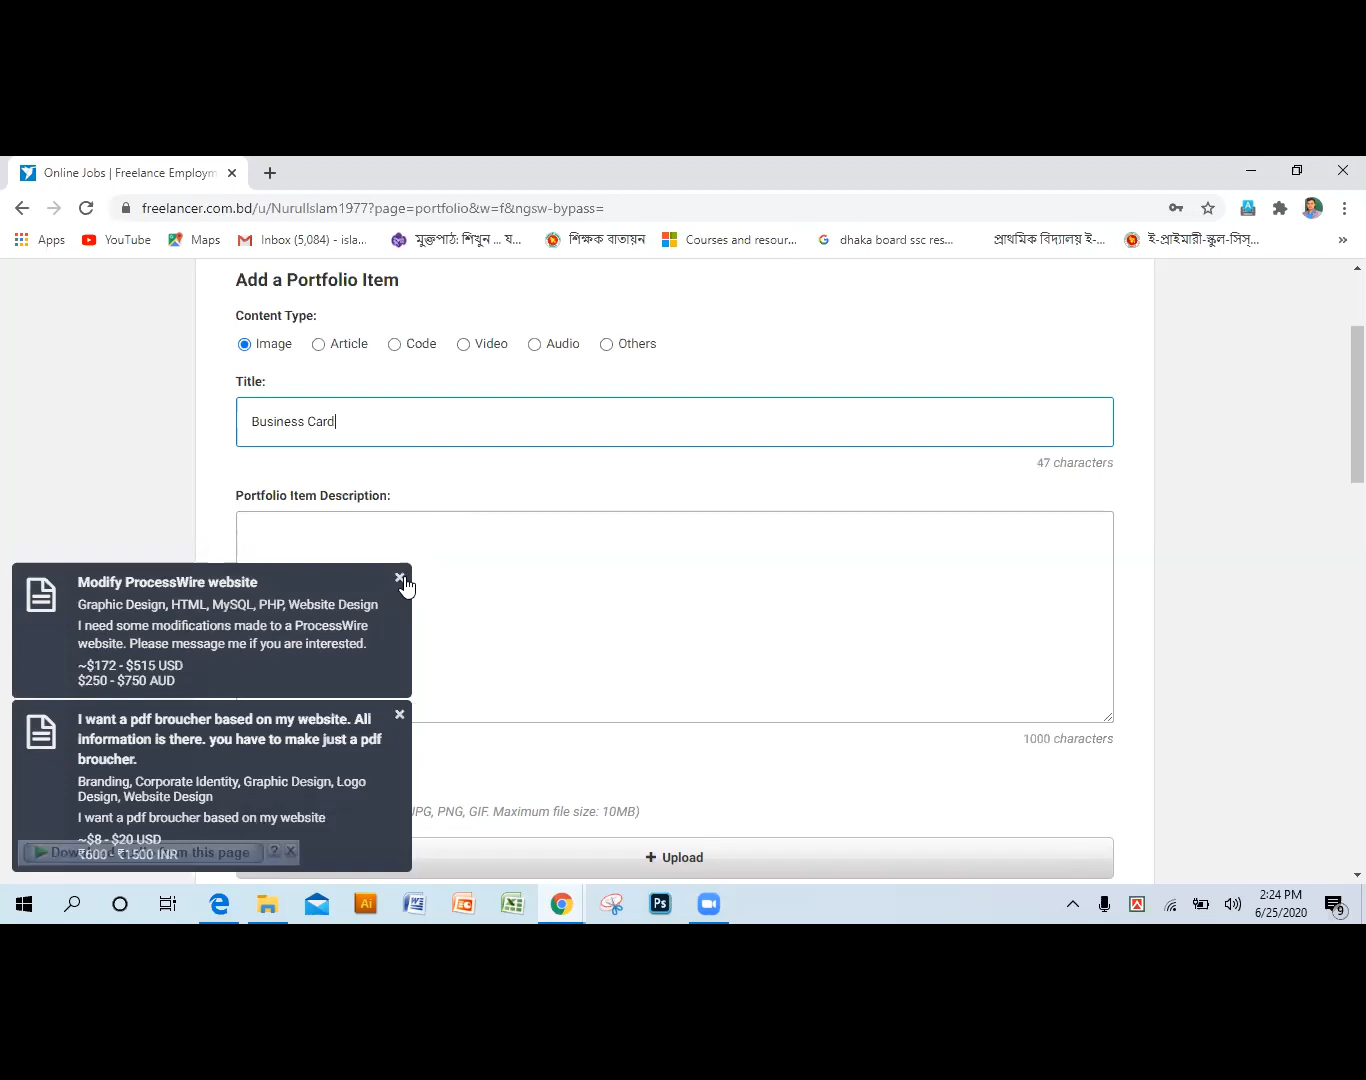 Online Jobs | Freelance Employm
freelancer.com.bd/u/NurulIslam1977?page=portfolio&w=f&ngsw-bypass=
Apps YouTube Maps Inbox (5,084) - isla... মুক্তপাঠ: শিখুন ... য... শিক্ষক বাতায়ন Courses and resour... dhaka board ssc res... প্রাথমিক বিদ্যালয় ই-... ই-প্রাইমারী-স্কুল-সিস্... »
Add a Portfolio Item
Content Type:
Image Article Code Video Audio Others
Title:
Business Card
47 characters
Portfolio Item Description:
1000 characters
JPG, PNG, GIF. Maximum file size: 10MB)
+ Upload
Modify ProcessWire website
Graphic Design, HTML, MySQL, PHP, Website Design
I need some modifications made to a ProcessWire
website. Please message me if you are interested.
~$172 - $515 USD
$250 - $750 AUD
I want a pdf broucher based on my website. All
information is there. you have to make just a pdf
broucher.
Branding, Corporate Identity, Graphic Design, Logo
Design, Website Design
I want a pdf broucher based on my website
~$8 - $20 USD
₹600 - ₹1500 INR
this page ?
Ai Ps
2:24 PM
6/25/2020
9